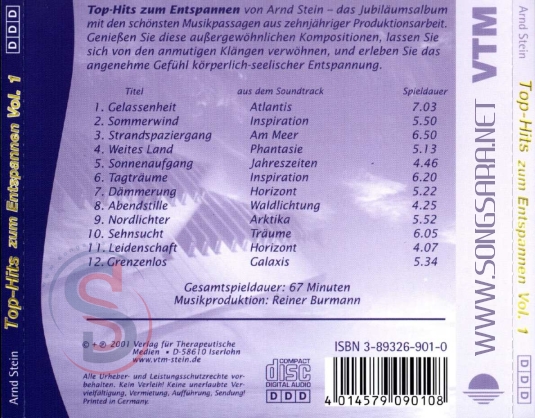 Top-Hits zum Entspannen von Arnd Stein – das Jubiläumsalbum
mit den schönsten Musikpassagen aus zehnjähriger Produktionsarbeit.
Genießen Sie diese außergewöhnlichen Kompositionen, lassen Sie
sich von den anmutigen Klängen verwöhnen, und erleben Sie das
angenehme Gefühl körperlich-seelischer Entspannung.
Titel aus dem Soundtrack Spieldauer
1. Gelassenheit Atlantis 7.03
2. Sommerwind Inspiration 5.50
3. Strandspaziergang Am Meer 6.50
4. Weites Land Phantasie 5.13
5. Sonnenaufgang Jahreszeiten 4.46
6. Tagträume Inspiration 6.20
7. Dämmerung Horizont 5.22
8. Abendstille Waldlichtung 4.25
9. Nordlichter Arktika 5.52
10. Sehnsucht Träume 6.05
11. Leidenschaft Horizont 4.07
12. Grenzenlos Galaxis 5.34
Gesamtspieldauer: 67 Minuten
Musikproduktion: Reiner Burmann
© + ℗ 2001 Verlag für Therapeutische
Medien • D-58610 Iserlohn
www.vtm-stein.de
Alle Urheber- und Leistungsschutzrechte vor-
behalten. Kein Verleih! Keine unerlaubte Ver-
vielfältigung, Vermietung, Aufführung, Sendung!
Printed in Germany.
COMPACT
disc
DIGITAL AUDIO
DDD
ISBN 3-89326-901-0
4 014579 090108
Arnd Stein Top-Hits zum Entspannen Vol. 1 DDD
VTM
WWW.SONGSARA.NET
Arnd Stein Top-Hits zum Entspannen Vol. 1 DDD
S